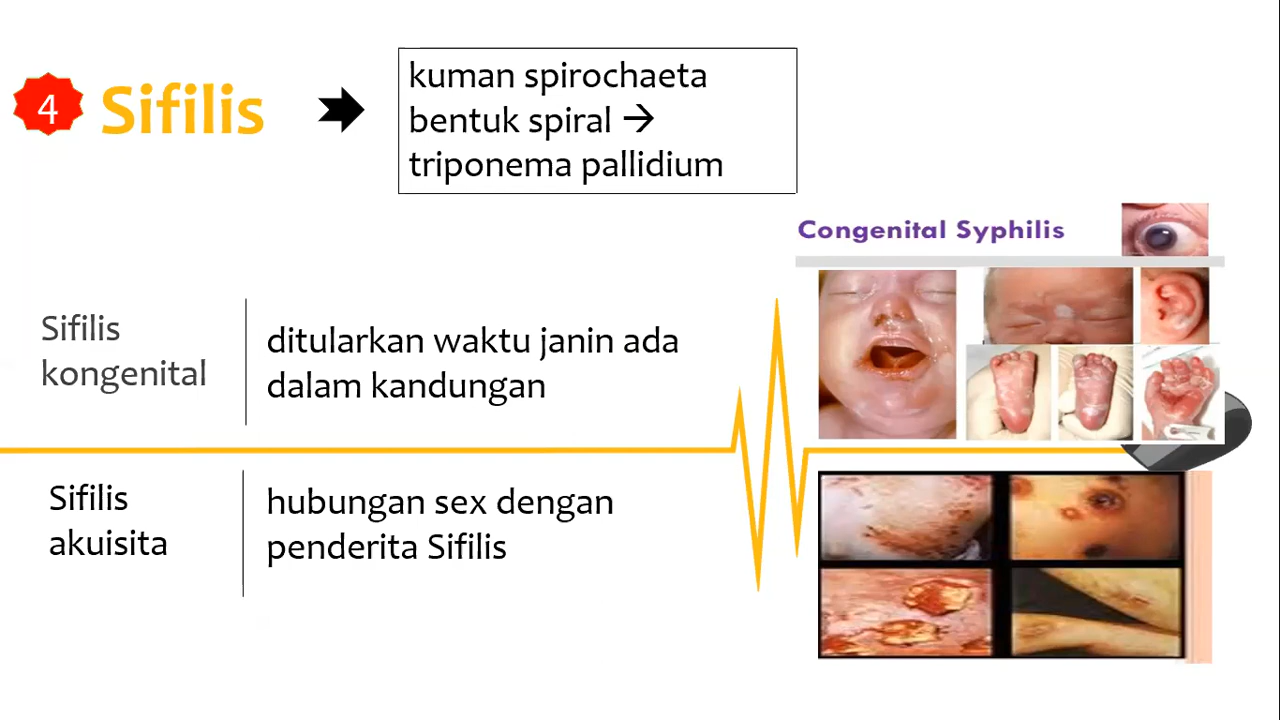 4 Sifilis
kuman spirochaeta
bentuk spiral →
triponema pallidium
Congenital Syphilis
Sifilis
kongenital
ditularkan waktu janin ada
dalam kandungan
Sifilis
akuisita
hubungan sex dengan
penderita Sifilis